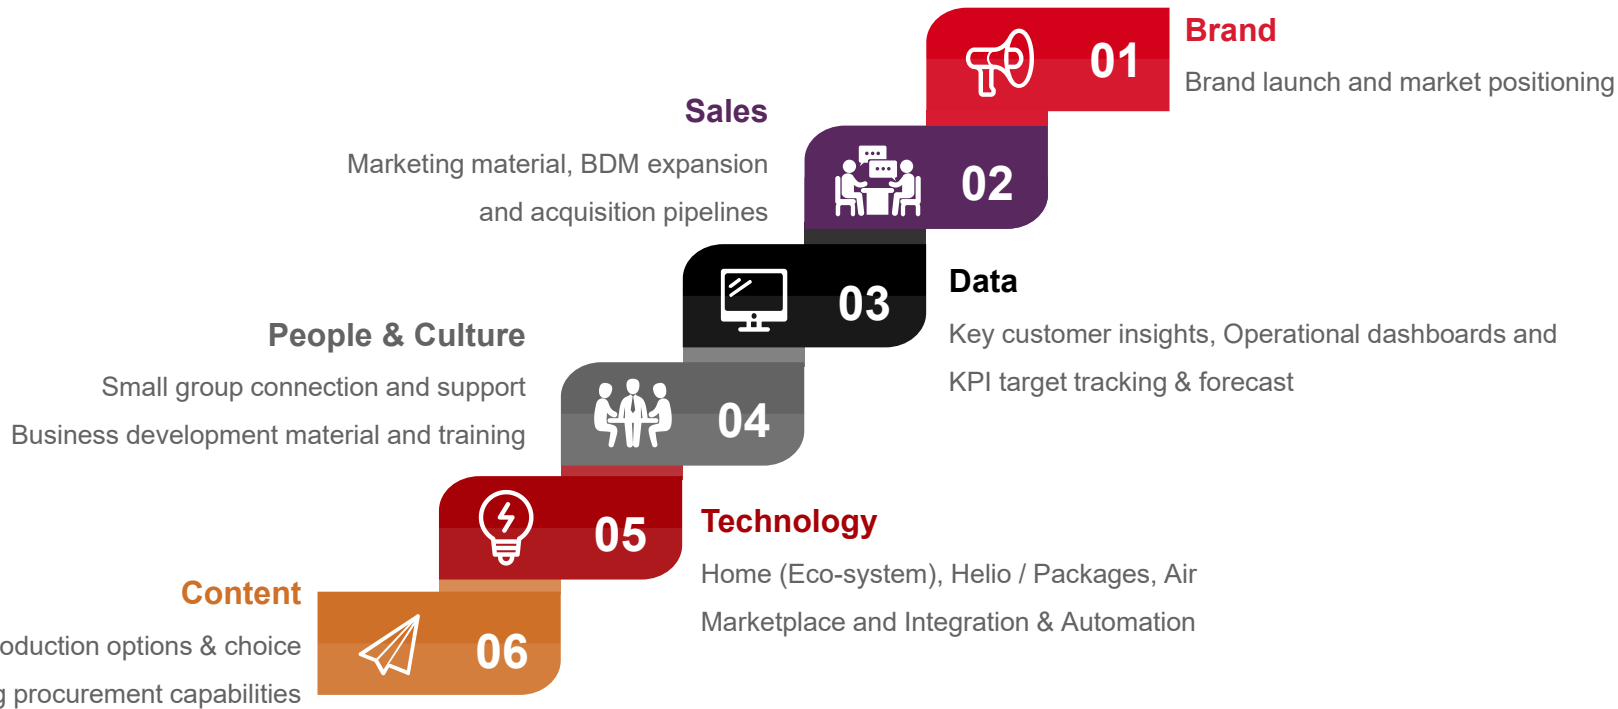 01
Brand
Brand launch and market positioning
Sales
Marketing material, BDM expansion
and acquisition pipelines
02
03
Data
Key customer insights, Operational dashboards and
KPI target tracking & forecast
People & Culture
Small group connection and support
Business development material and training
04
05
Technology
Home (Eco-system), Helio / Packages, Air
Marketplace and Integration & Automation
Content
options & choice
procurement capabilities
06